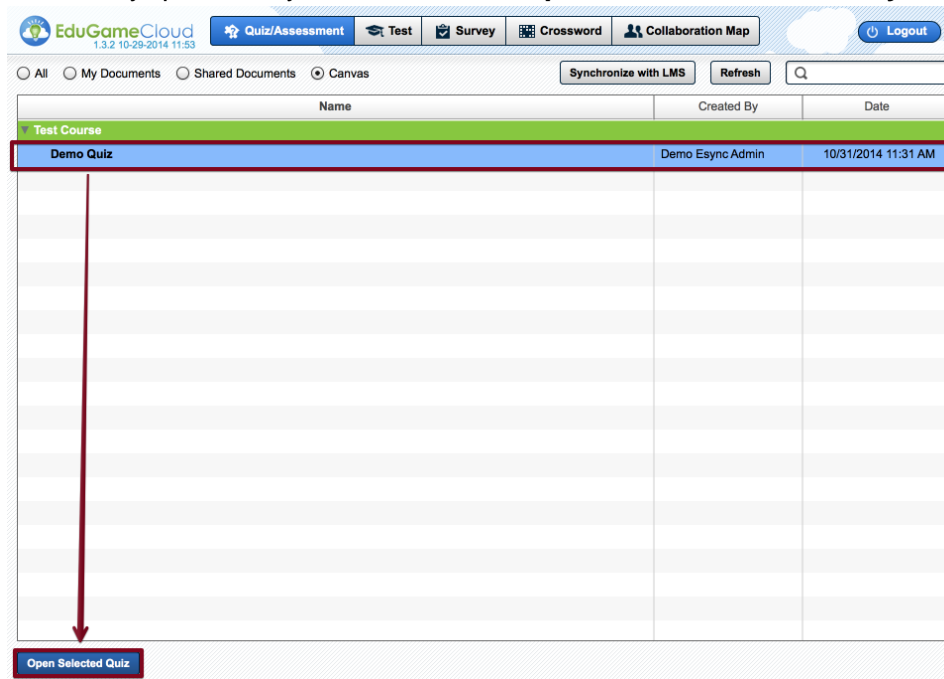 EduGameCloud
1.3.2 10-29-2014 11:53
Quiz/Assessment Test Survey Crossword Collaboration Map Logout
All My Documents Shared Documents Canvas Synchronize with LMS Refresh
Name Created By Date
Test Course
Demo Quiz Demo Esync Admin 10/31/2014 11:31 AM
Open Selected Quiz